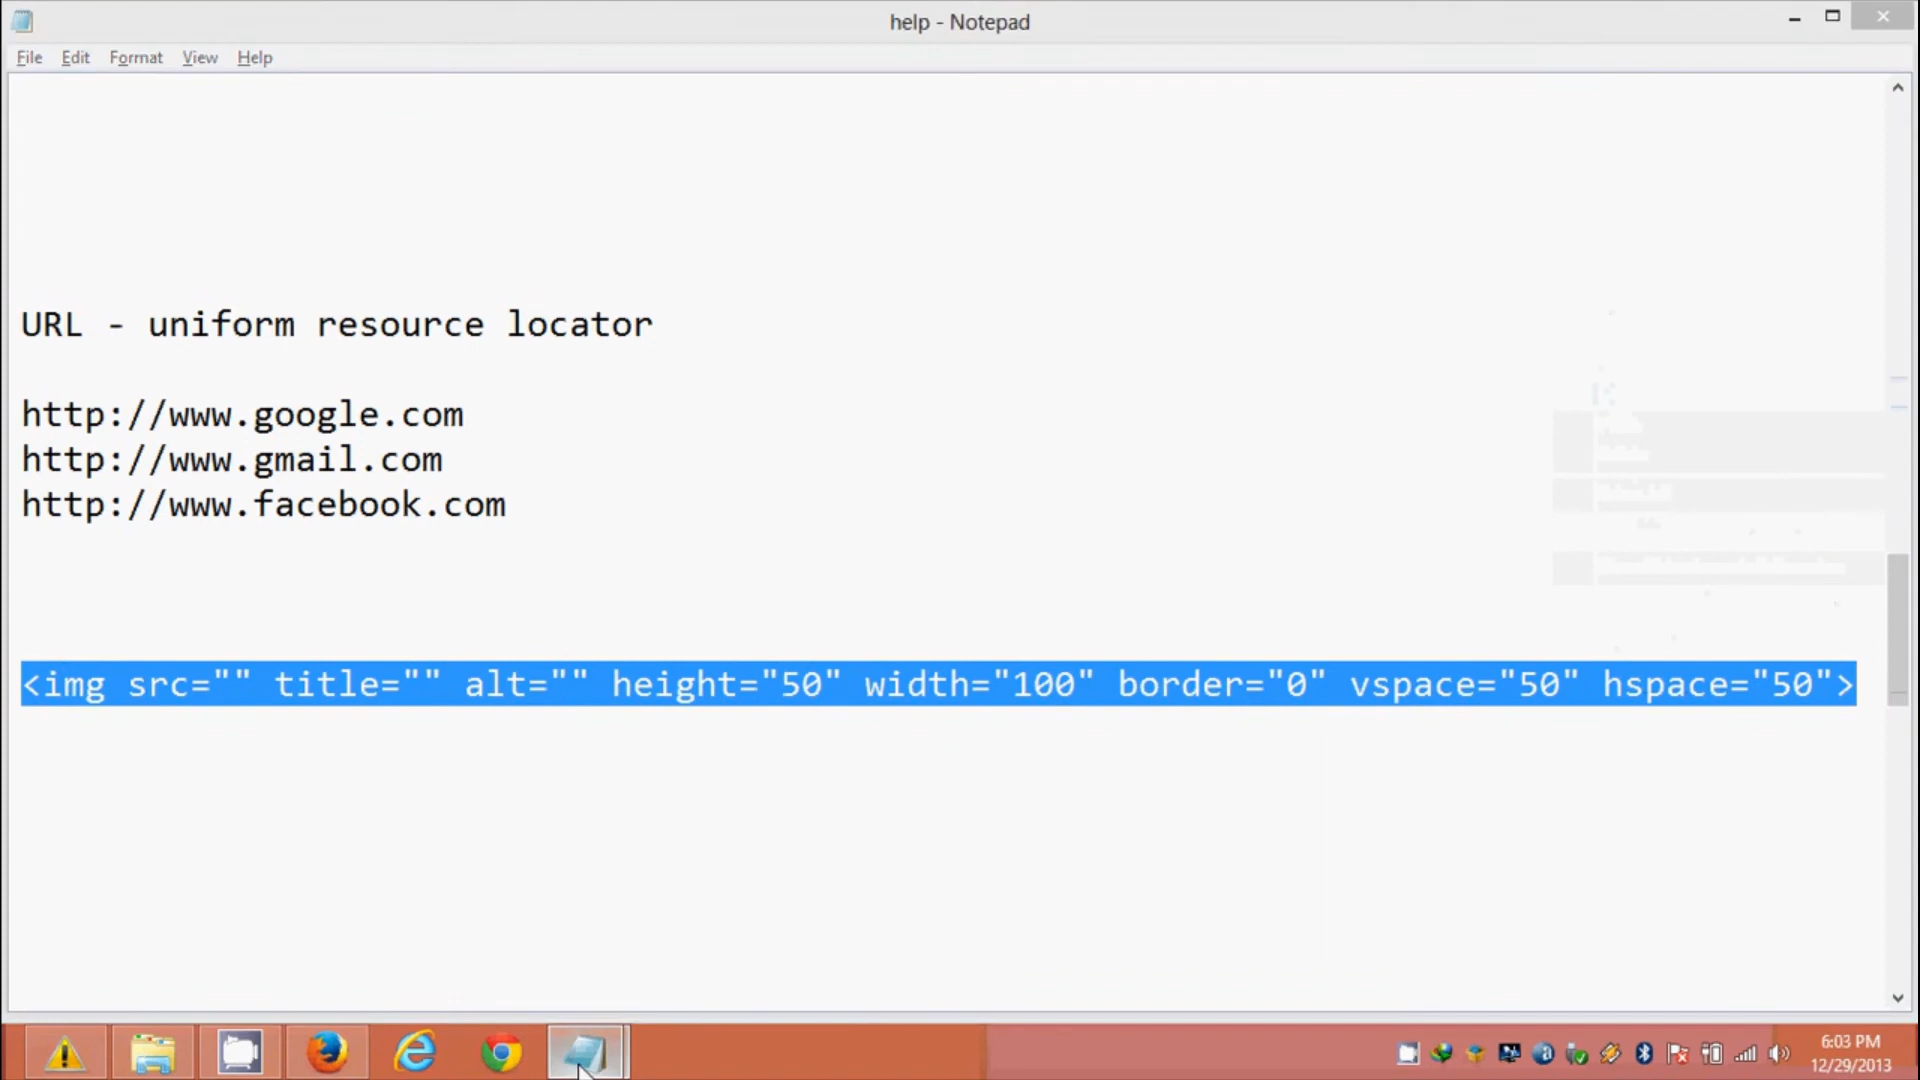 help - Notepad
File Edit Format View Help
URL - uniform resource locator
http://www.google.com
http://www.gmail.com
http://www.facebook.com
<img src="" title="" alt="" height="50" width="100" border="0" vspace="50" hspace="50">
6:03 PM
12/29/2013